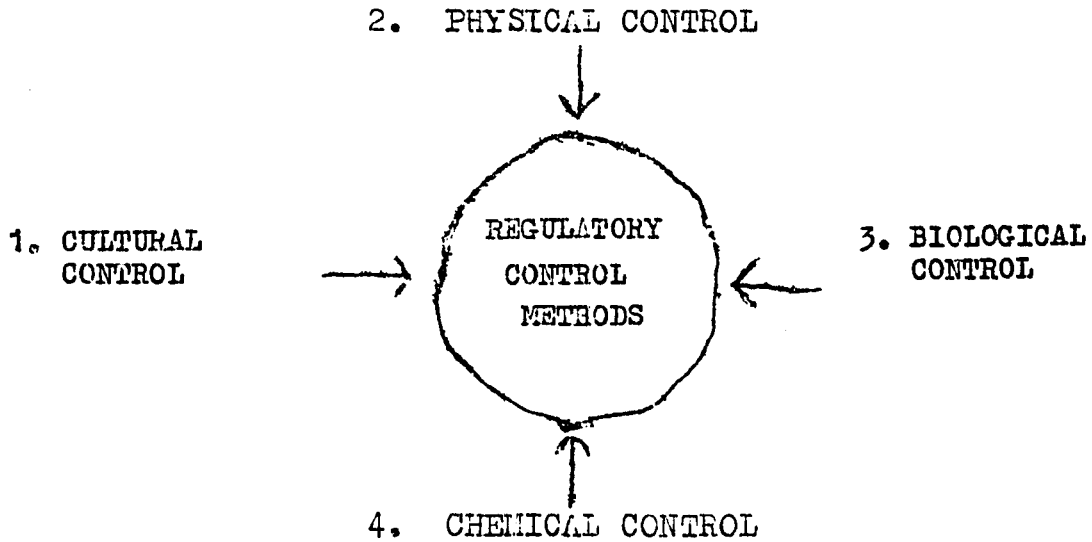 2. PHYSICAL CONTROL
1. CULTURAL
CONTROL
REGULATORY
CONTROL
METHODS
3. BIOLOGICAL
CONTROL
4. CHEMICAL CONTROL